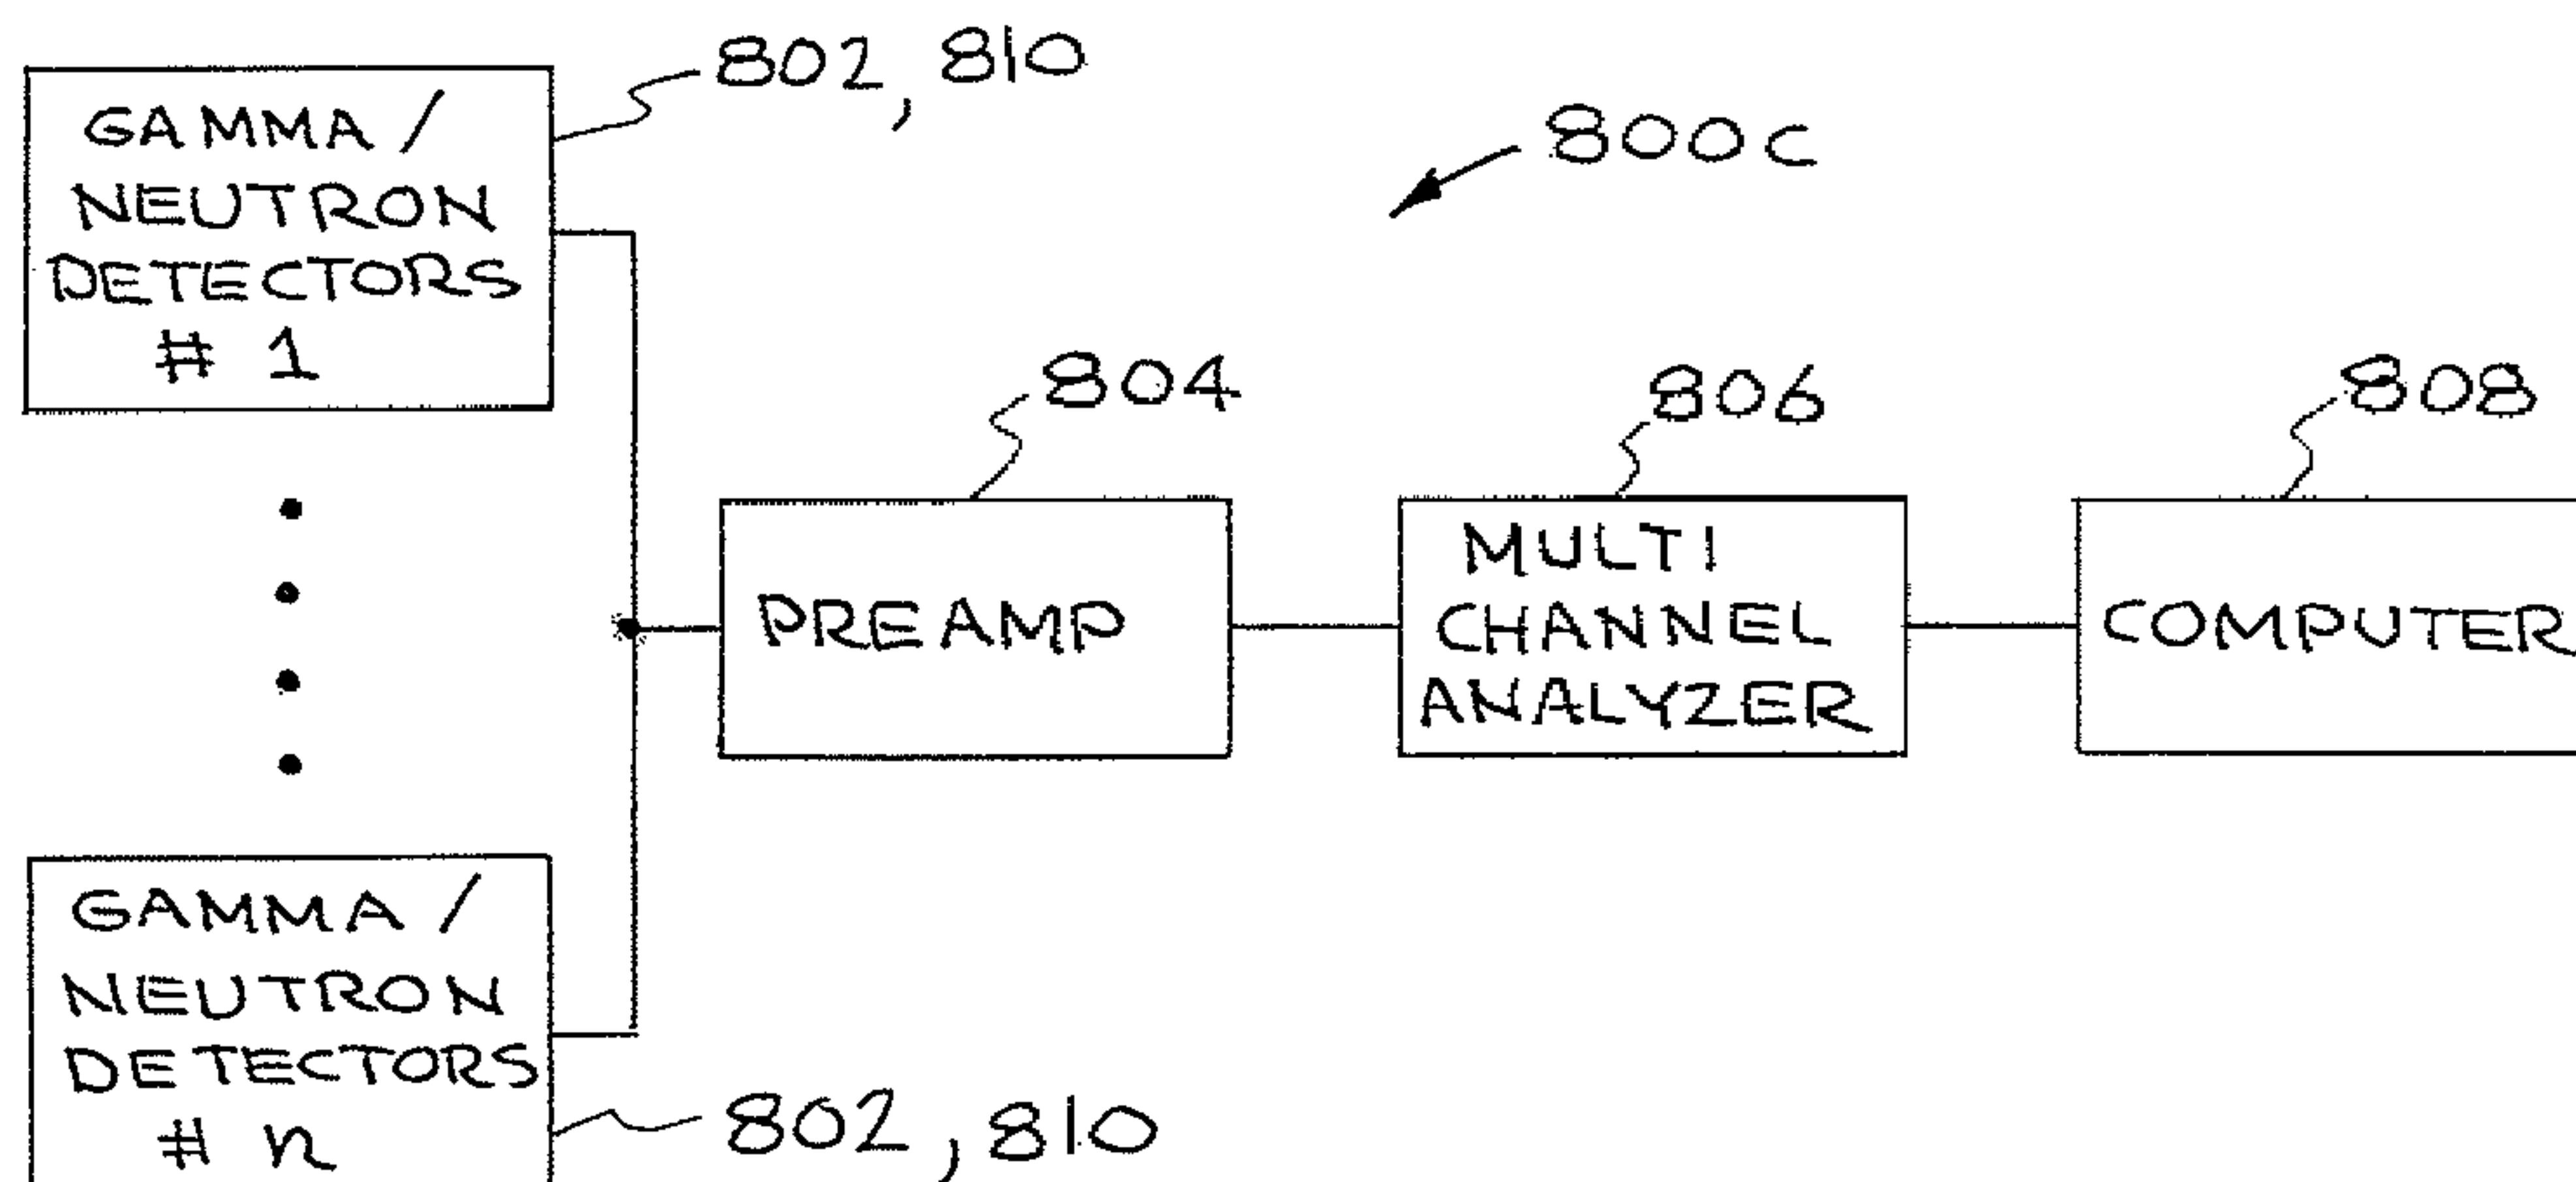 802, 810
GAMMA /
NEUTRON
DETECTORS
# 1
800C
804
806
808
PREAMP
MULTI
CHANNEL
ANALYZER
COMPUTER
GAMMA /
NEUTRON
DETECTORS
# n
802, 810